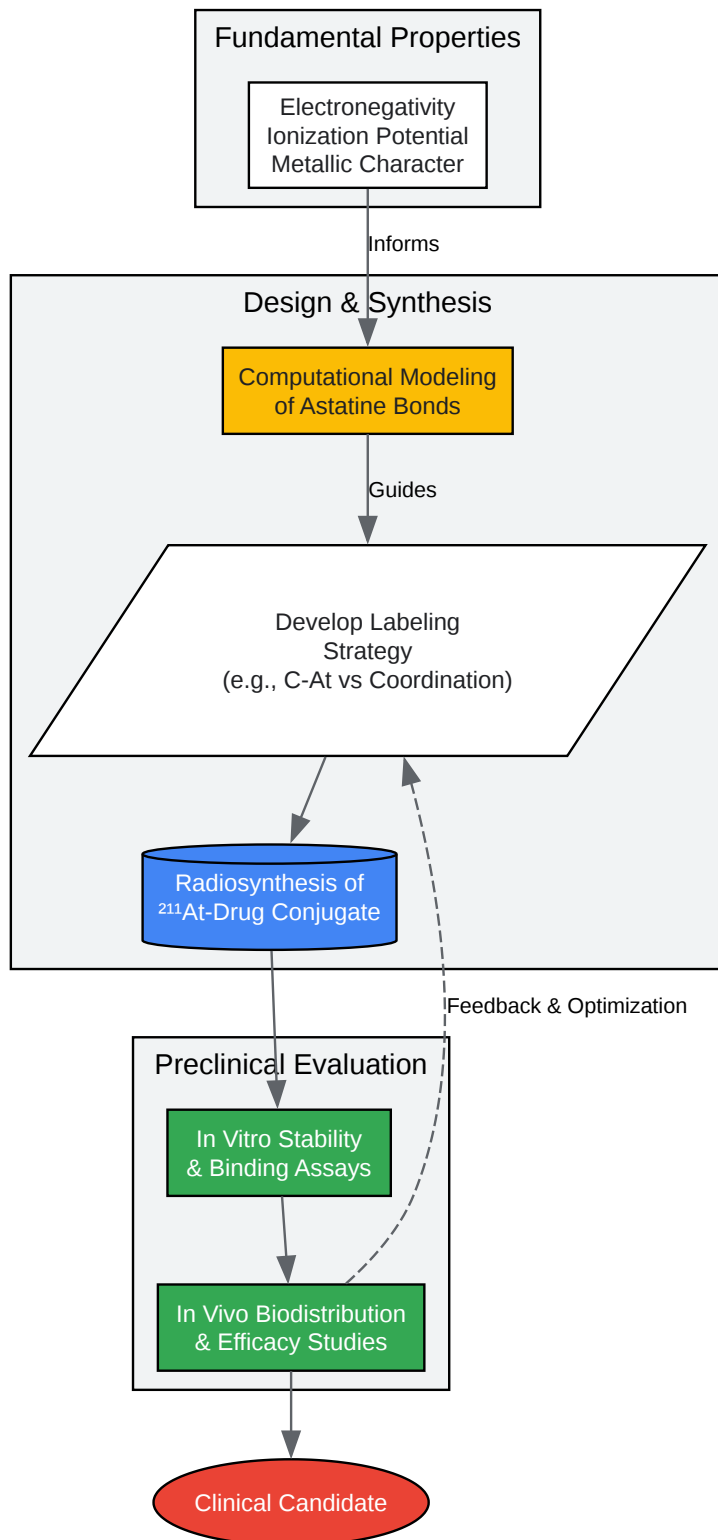 Fundamental Properties
Electronegativity
Ionization Potential
Metallic Character
Informs
Design & Synthesis
Computational Modeling
of Astatine Bonds
Guides
Develop Labeling
Strategy
(e.g., C-At vs Coordination)
Radiosynthesis of
²¹¹At-Drug Conjugate
Feedback & Optimization
Preclinical Evaluation
In Vitro Stability
& Binding Assays
In Vivo Biodistribution
& Efficacy Studies
Clinical Candidate